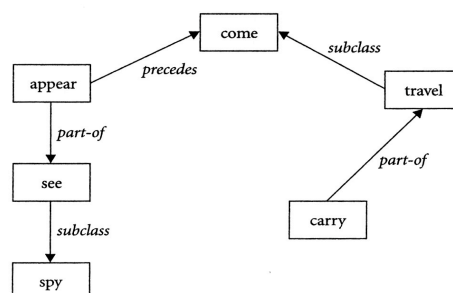 come
subclass
precedes
appear
travel
part-of
part-of
see
carry
subclass
spy